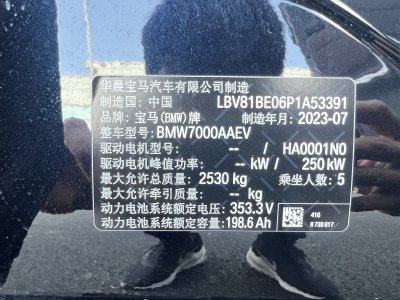 华晨宝马汽车有限公司制造
制造国: 中国 LBV81BE06P1A53391
品牌: 宝马(BMW)牌 制造年月: 2023-07
整车型号: BMW7000AAEV
驱动电机型号: -- / HA0001N0
驱动电机峰值功率: -- kW / 250 kW
最大允许总质量: 2530 kg 乘坐人数: 5
最大允许牵引质量: -- kg
动力电池系统额定电压: 353.3 V
动力电池系统额定容量: 198.6 Ah
416
8 738 817